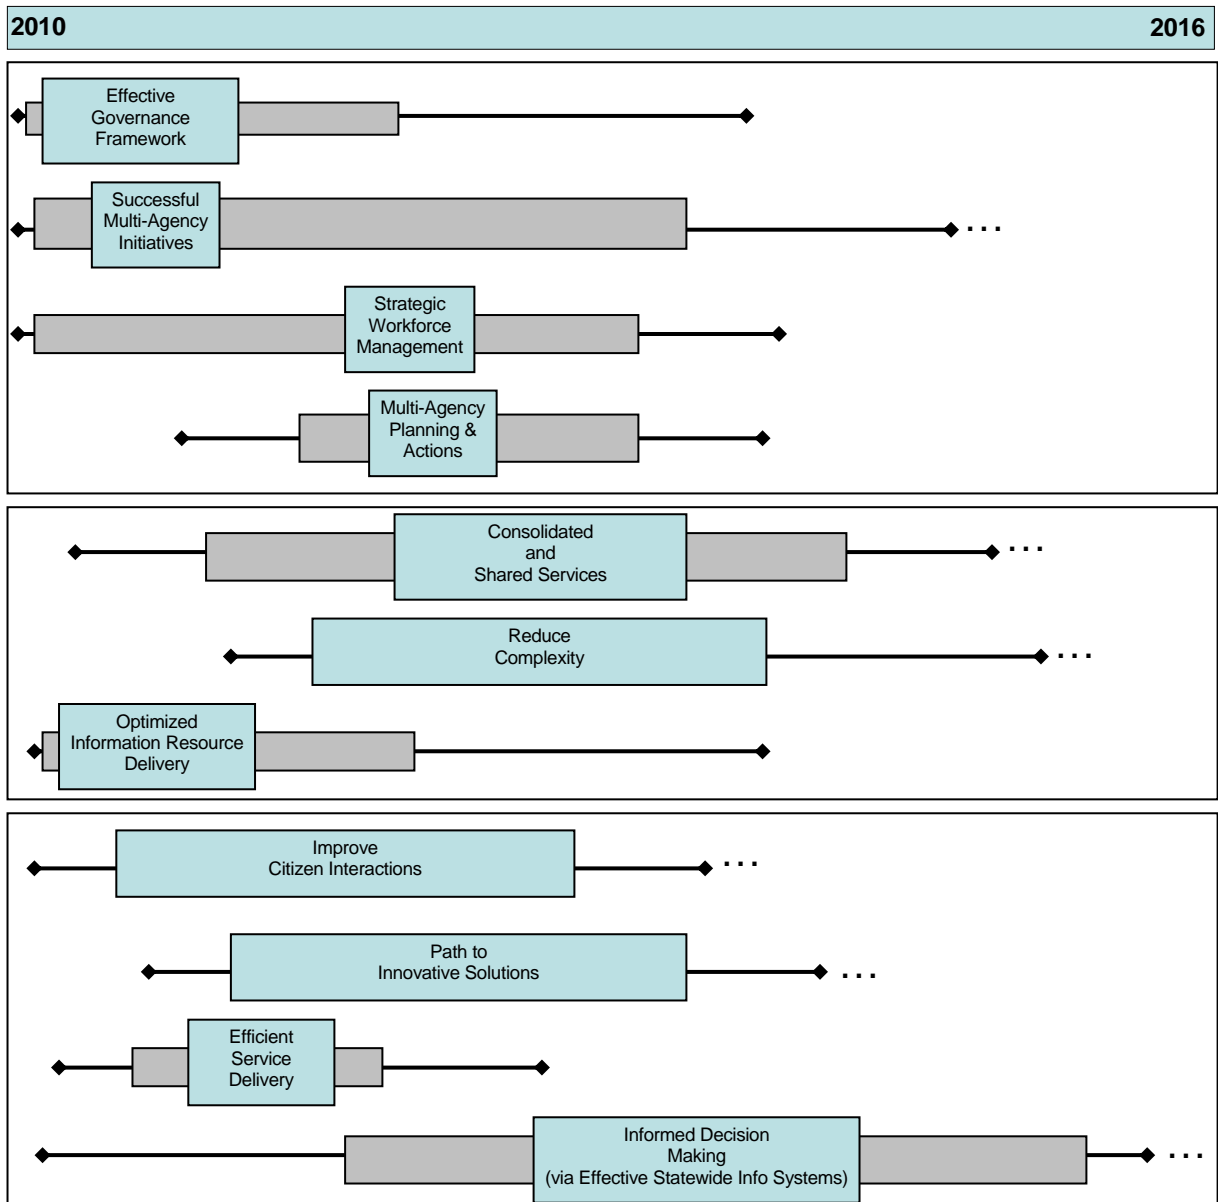 2010 2016
Effective
Governance
Framework
Successful
Multi-Agency
Initiatives
...
Strategic
Workforce
Management
Multi-Agency
Planning &
Actions
Consolidated
and
Shared Services
...
Reduce
Complexity
...
Optimized
Information Resource
Delivery
Improve
Citizen Interactions
...
Path to
Innovative Solutions
...
Efficient
Service
Delivery
Informed Decision
Making
(via Effective Statewide Info Systems)
...